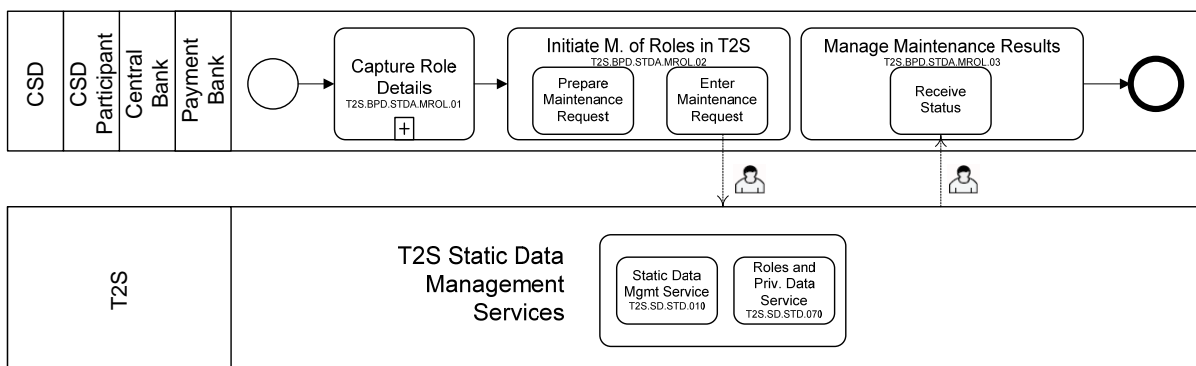 CSD
CSD
Participant
Central
Bank
Payment
Bank
Capture Role
Details
T2S.BPD.STDA.MROL.01
+
Initiate M. of Roles in T2S
T2S.BPD.STDA.MROL.02
Prepare
Maintenance
Request
Enter
Maintenance
Request
Manage Maintenance Results
T2S.BPD.STDA.MROL.03
Receive
Status
T2S
T2S Static Data
Management
Services
Static Data
Mgmt Service
T2S.SD.STD.010
Roles and
Priv. Data
Service
T2S.SD.STD.070